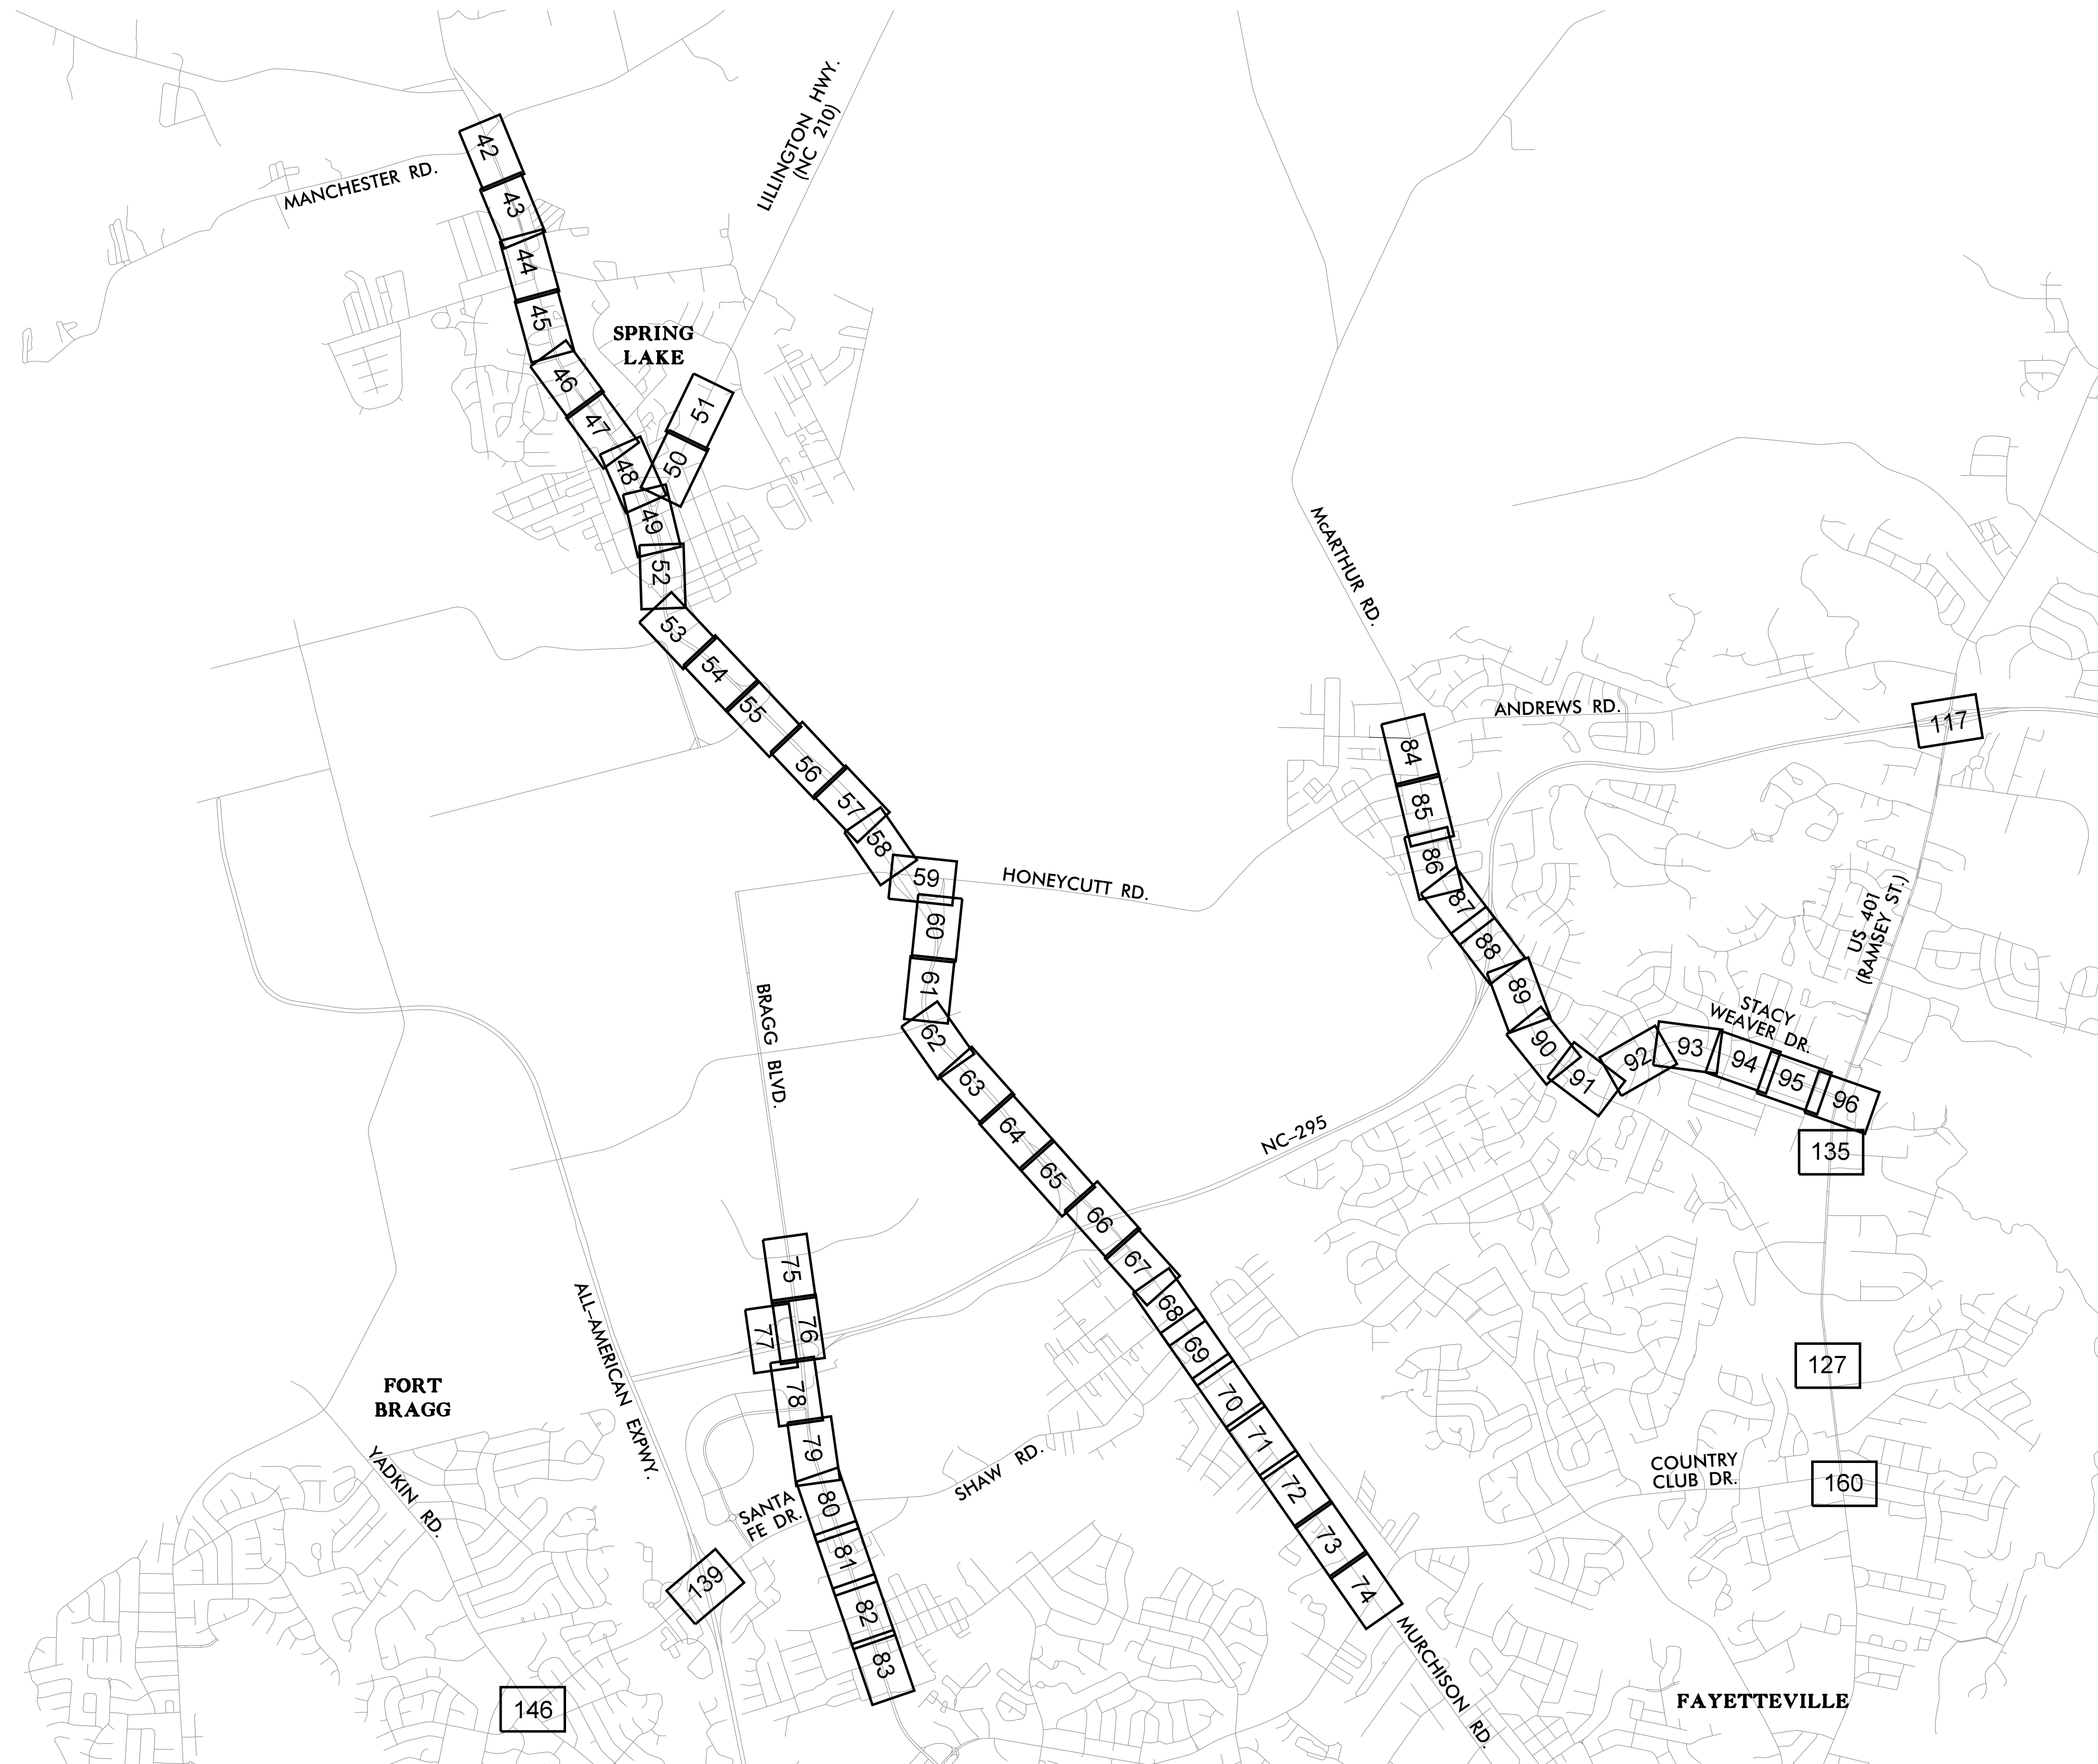 LILLINGTON HWY.
(NC 210)
42
MANCHESTER RD.
43
44
45
SPRING
LAKE
46
51
47
50
48
49
McARTHUR RD.
52
53
54
55
ANDREWS RD.
117
84
56
57
85
58
86
59
HONEYCUTT RD.
87
60
US 401
(RAMSEY ST.)
88
61
89
BRAGG BLVD.
62
STACY
WEAVER DR.
90
92
93
94
95
91
63
96
64
NC-295
135
65
66
75
67
68
77
76
69
127
ALL-AMERICAN EXPWY.
FORT
BRAGG
78
70
71
79
YADKIN RD.
SHAW RD.
COUNTRY
CLUB DR.
160
72
SANTA
FE DR.
80
73
81
139
74
82
83
MURCHISON RD.
146
FAYETTEVILLE